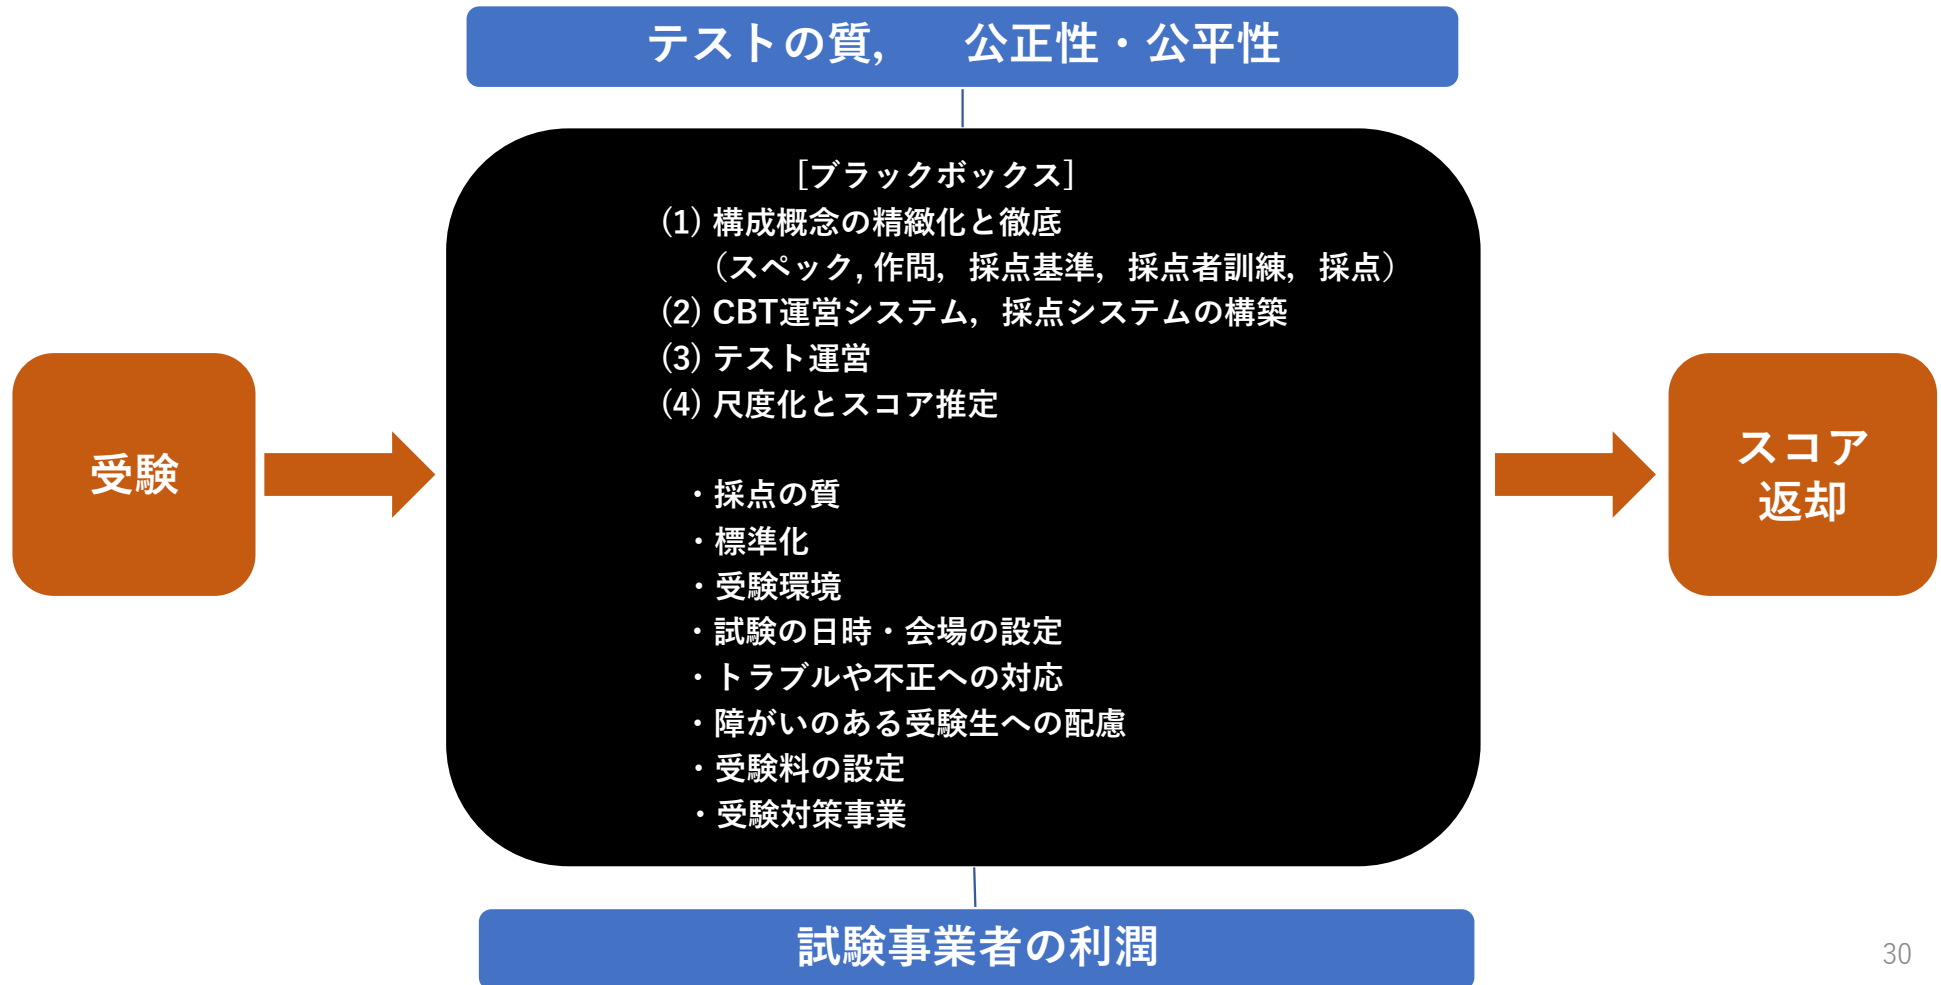 テストの質,　公正性・公平性
[ブラックボックス]
(1) 構成概念の精緻化と徹底
（スペック, 作問，採点基準，採点者訓練，採点）
(2) CBT運営システム，採点システムの構築
(3) テスト運営
(4) 尺度化とスコア推定
・採点の質
・標準化
・受験環境
・試験の日時・会場の設定
・トラブルや不正への対応
・障がいのある受験生への配慮
・受験料の設定
・受験対策事業
受験
スコア
返却
試験事業者の利潤
30